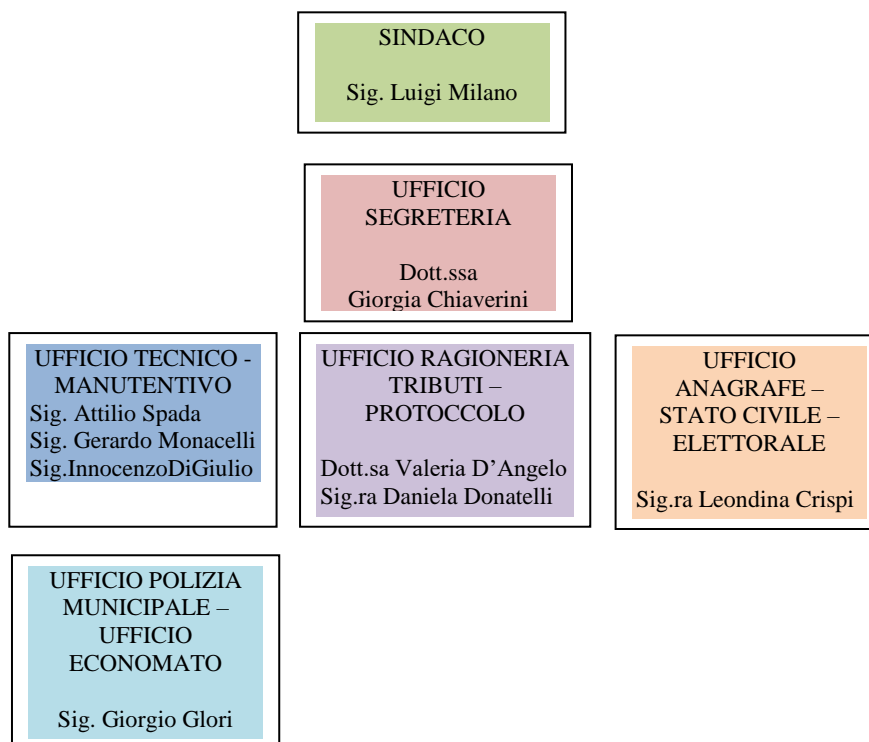 SINDACO
Sig. Luigi Milano
UFFICIO
SEGRETERIA
Dott.ssa
Giorgia Chiaverini
UFFICIO TECNICO -
MANUTENTIVO
Sig. Attilio Spada
Sig. Gerardo Monacelli
Sig.InnocenzoDiGiulio
UFFICIO RAGIONERIA
TRIBUTI –
PROTOCCOLO
Dott.sa Valeria D’Angelo
Sig.ra Daniela Donatelli
UFFICIO
ANAGRAFE –
STATO CIVILE –
ELETTORALE
Sig.ra Leondina Crispi
UFFICIO POLIZIA
MUNICIPALE –
UFFICIO
ECONOMATO
Sig. Giorgio Glori